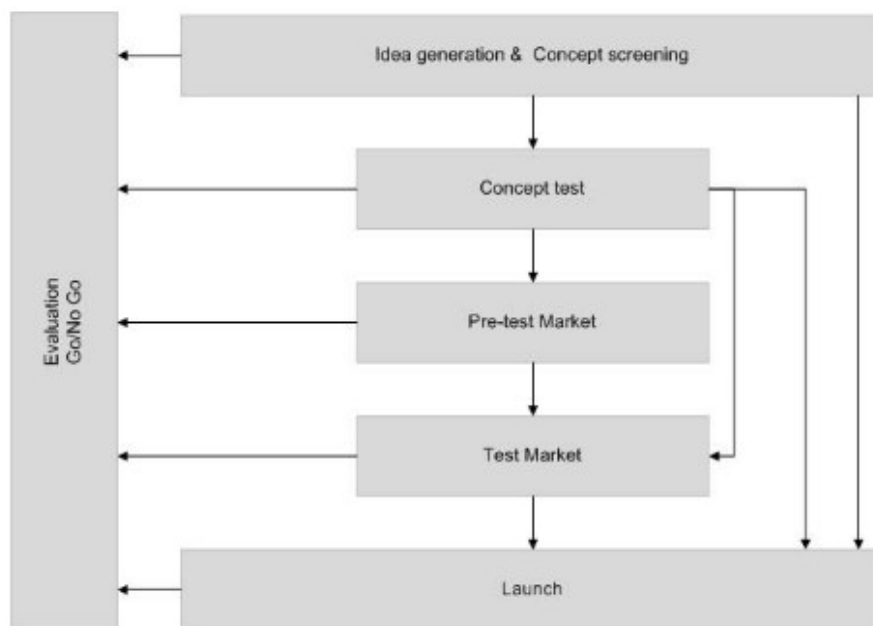 Idea generation & Concept screening
Concept test
Pre-test Market
Test Market
Launch
Evaluation
Go/No Go